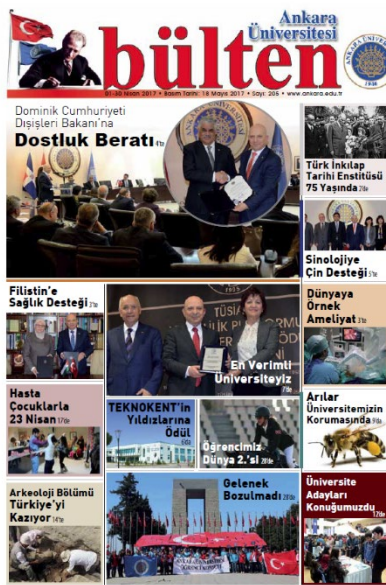 Ankara
Üniversitesi
bülten
01-30 Nisan 2017 • Basım Tarihi: 18 Mayıs 2017 • Sayı: 205 • www.ankara.edu.tr
Dominik Cumhuriyeti
Dışişleri Bakanı'na
Dostluk Beratı 4'te
Türk İnkılap
Tarihi Enstitüsü
75 Yaşında
Sinolojiye
Çin Desteği
Filistin'e
Sağlık Desteği
En Verimli
Üniversiteyiz
Dünyaya
Örnek
Ameliyat
Hasta
Çocuklarla
23 Nisan
TEKNOKENT'in
Yıldızlarına
Ödül
Öğrencimiz
Dünya 2.'si
Arılar
Üniversitemizin
Korumasında
Arkeoloji Bölümü
Türkiye'yi
Kazıyor
Gelenek
Bozulmadı
Üniversite
Adayları
Konuğumuzdu